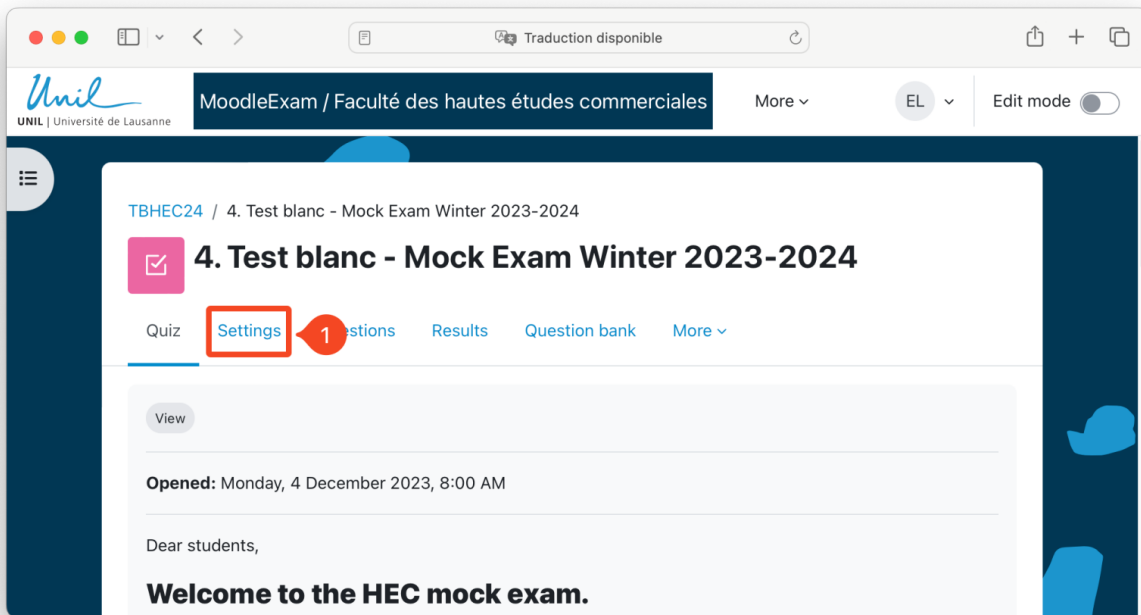 Traduction disponible
Unil
UNIL | Université de Lausanne
MoodleExam / Faculté des hautes études commerciales
More
EL
Edit mode
TBHEC24 / 4. Test blanc - Mock Exam Winter 2023-2024
4. Test blanc - Mock Exam Winter 2023-2024
Quiz Settings 1 stions Results Question bank More
View
Opened: Monday, 4 December 2023, 8:00 AM
Dear students,
Welcome to the HEC mock exam.